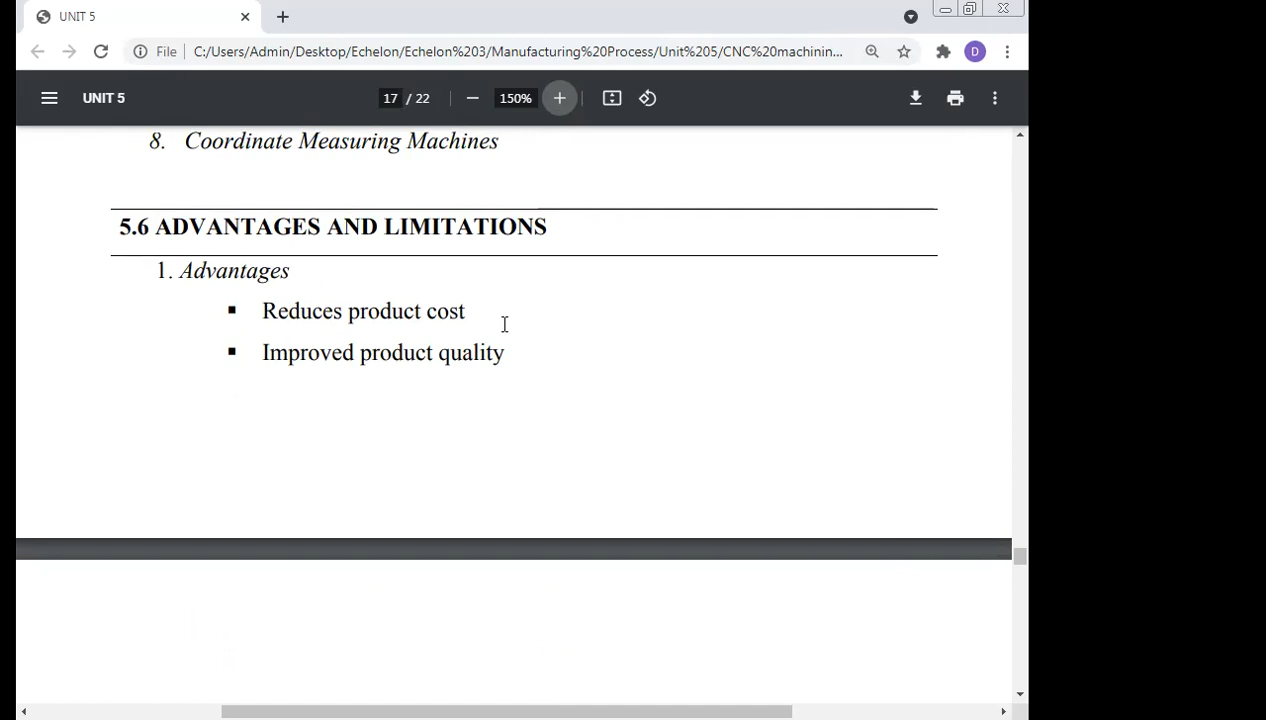 UNIT 5
File
C:/Users/Admin/Desktop/Echelon/Echelon%203/Manufacturing%20Process/Unit%205/CNC%20machinin...
D
UNIT 5
17 / 22
150%
8. Coordinate Measuring Machines
5.6 ADVANTAGES AND LIMITATIONS
1. Advantages
▪ Reduces product cost
▪ Improved product quality